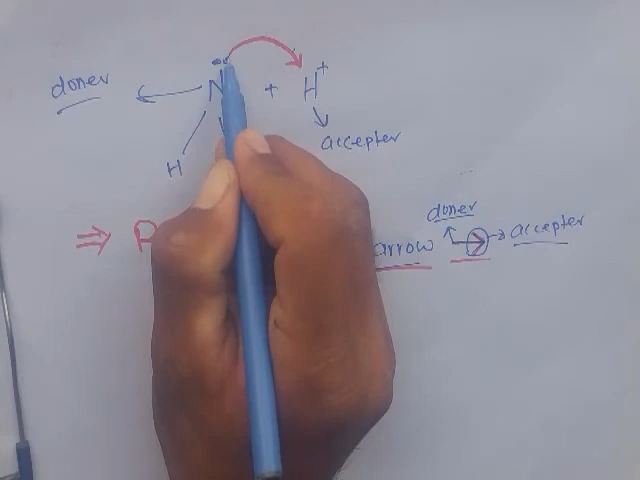 doner N + H+
H accepter
doner
⇒ arrow → → accepter